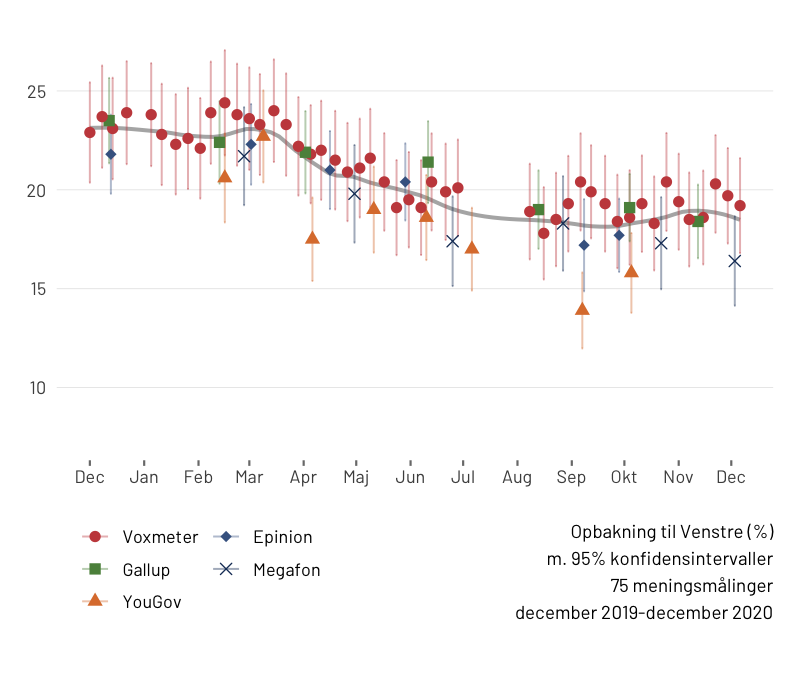 25
20
15
10
Dec Jan Feb Mar Apr Maj Jun Jul Aug Sep Okt Nov Dec
Voxmeter Epinion
Gallup Megafon
YouGov
Opbakning til Venstre (%)
m. 95% konfidensintervaller
75 meningsmålinger
december 2019-december 2020